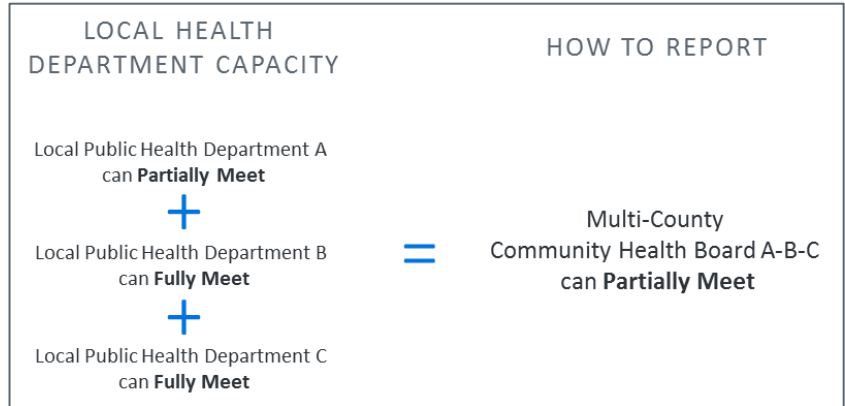 LOCAL HEALTH
DEPARTMENT CAPACITY
Local Public Health Department A
can Partially Meet
+
Local Public Health Department B
can Fully Meet
+
Local Public Health Department C
can Fully Meet
=
HOW TO REPORT
Multi-County
Community Health Board A-B-C
can Partially Meet